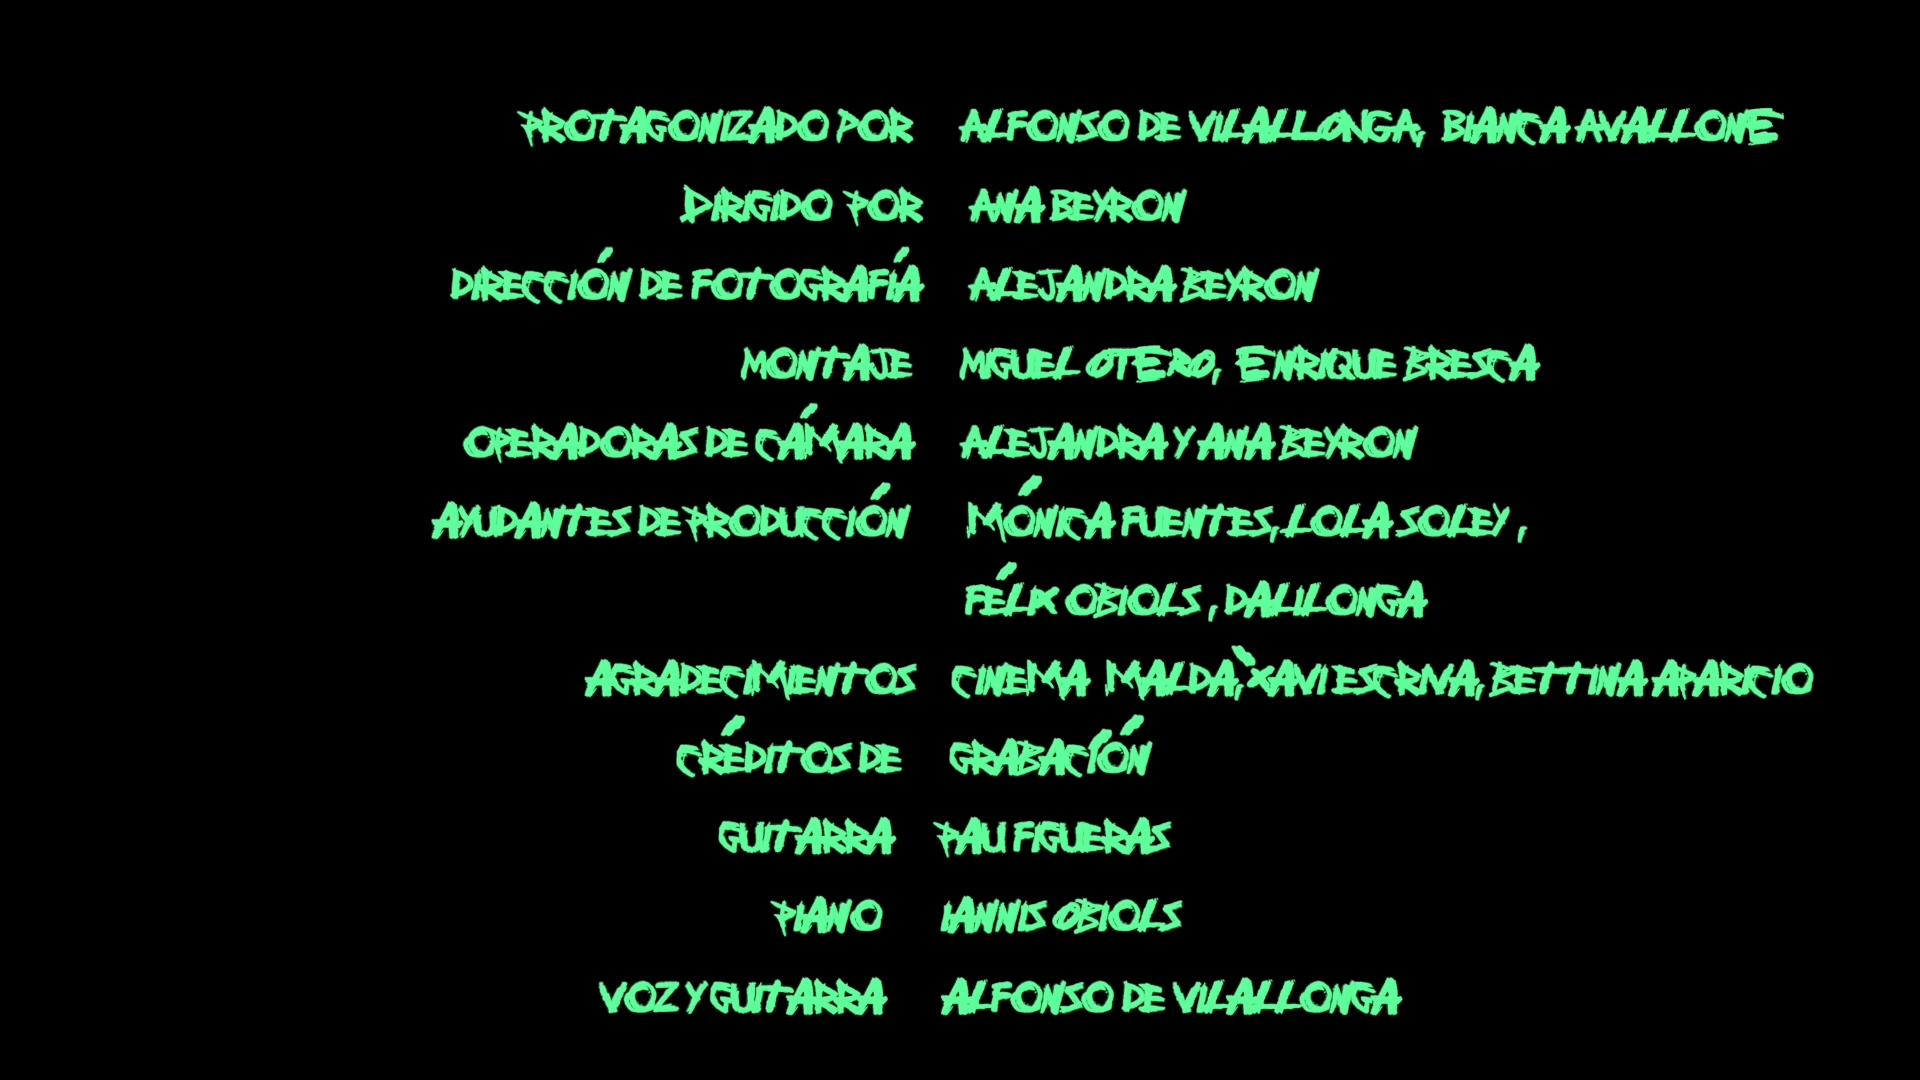 PROTAGONIZADO POR ALFONSO DE VILALLONGA, BIANCA AVALLONE
DIRIGIDO POR ANA BEYRON
DIRECCIÓN DE FOTOGRAFÍA ALEJANDRA BEYRON
MONTAJE MIGUEL OTERO, ENRIQUE BRESCA
OPERADORAS DE CÁMARA ALEJANDRA Y ANA BEYRON
AYUDANTES DE PRODUCCIÓN MÓNICA FUENTES, LOLA SOLEY ,
FÉLIX OBIOLS , DALILONGA
AGRADECIMIENTOS CINEMA MALDÀ, XAVI ESCRIVA, BETTINA APARICIO
CRÉDITOS DE GRABACÍÓN
GUITARRA PAU FIGUERAS
PIANO IANNIS OBIOLS
VOZ Y GUITARRA ALFONSO DE VILALLONGA